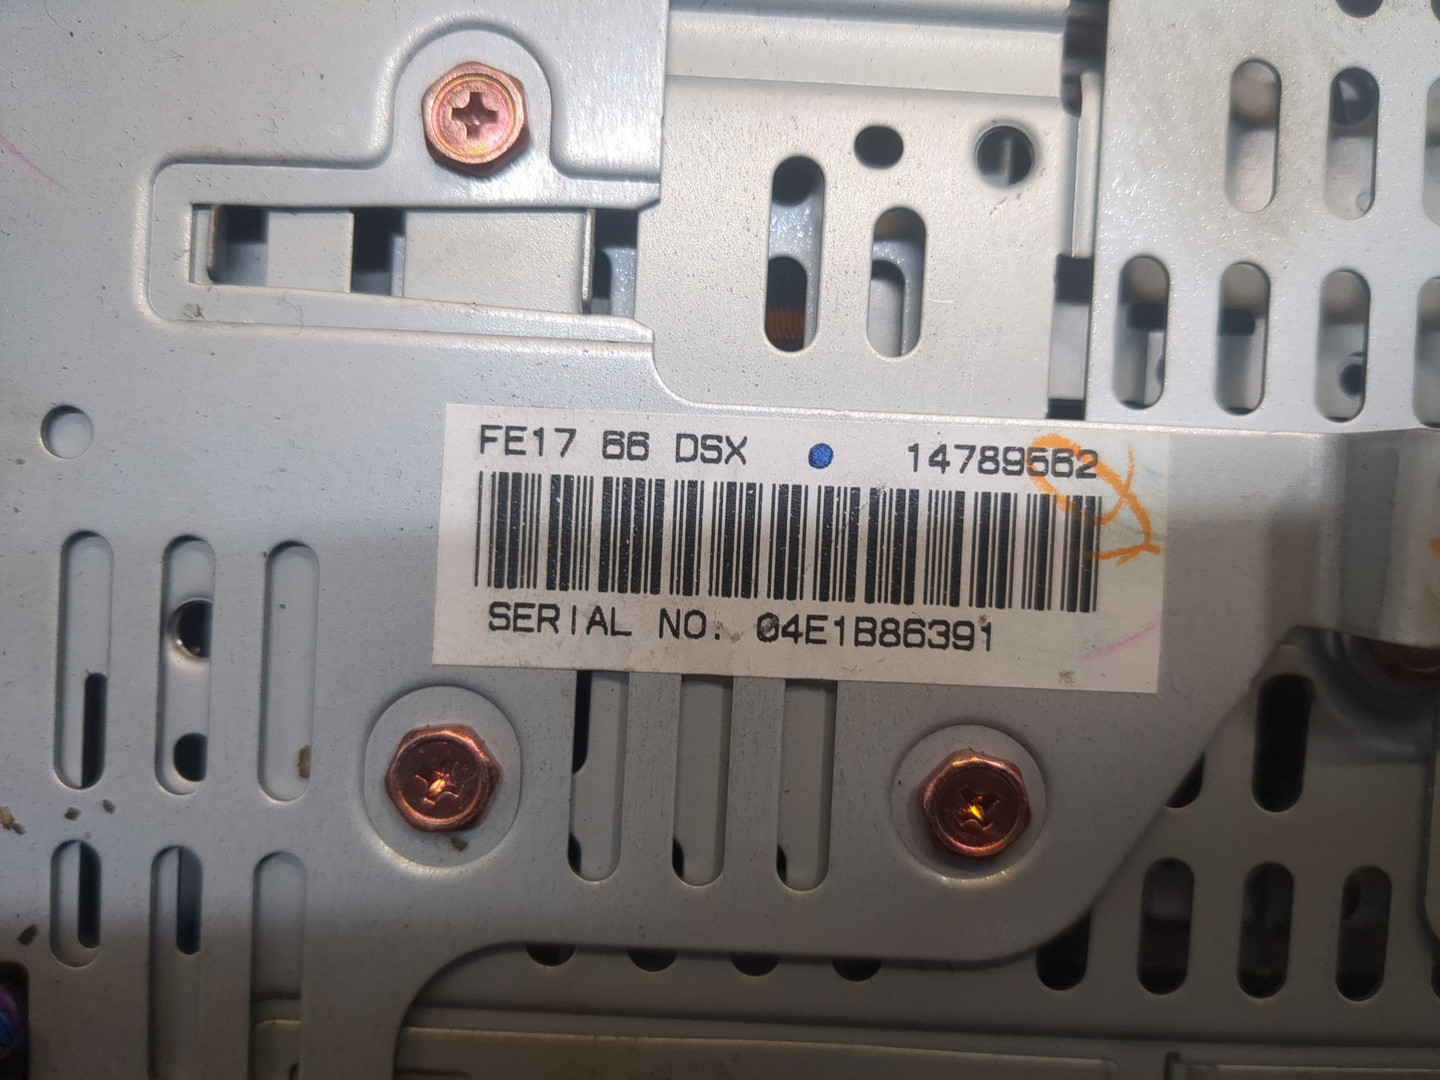 FE17 66 DSX 14789562
SERIAL NO. 04E1B86391